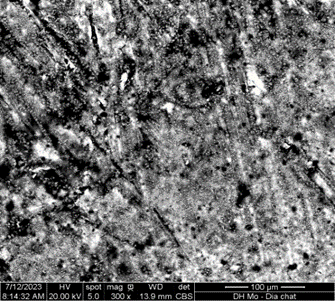 7/12/2023 HV spot mag WD det
8:14:32 AM 20.00 kV 5.0 300 x 13.9 mm CBS
100 µm
DH Mo - Dia chat